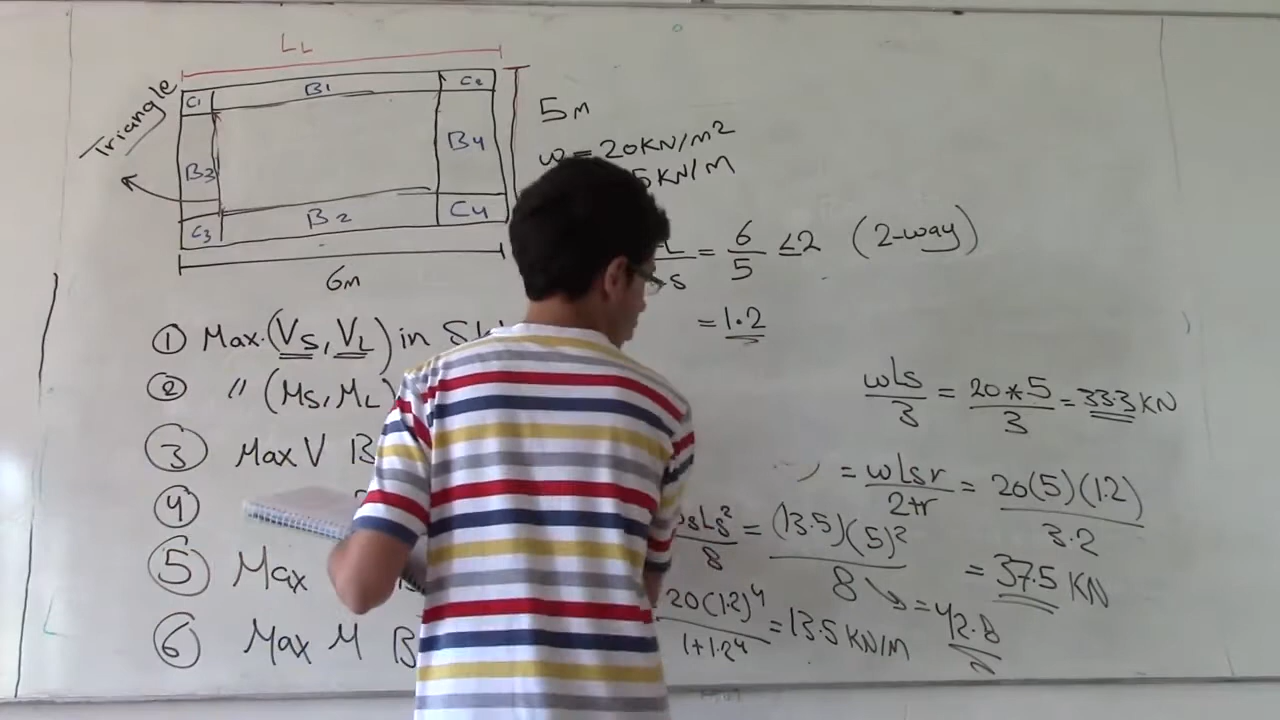 LL
Triangle
C1 B1 C2
B3 B4
C3 B2 C4
6m
5m
w = 20KN/m²
5KN/m
L/s = 6/5 ≤2 (2-way)
= 1.2
① Max. (Vs, VL) in
② " (Ms, ML)
③ Max V B
④
⑤ Max
⑥ Max M B
wLs/3 = 20*5/3 = 33.3 KN
= wLsr/2+r = 20(5)(1.2)/3.2
= 37.5 KN
sLs²/8 = (13.5)(5)²/8 = 42.8
20(1.2)⁴/1+1.2⁴ = 13.5 KN/m